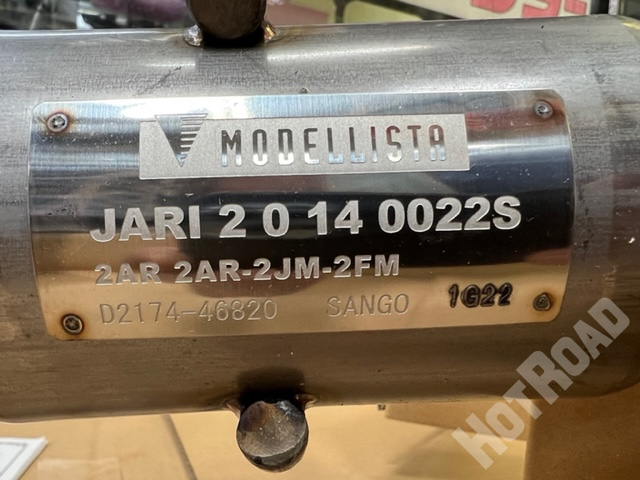 MODELLISTA
JARI 2 0 14 0022S
2AR 2AR-2JM-2FM
D2174-46820 SANGO 1G22
HOTROAD